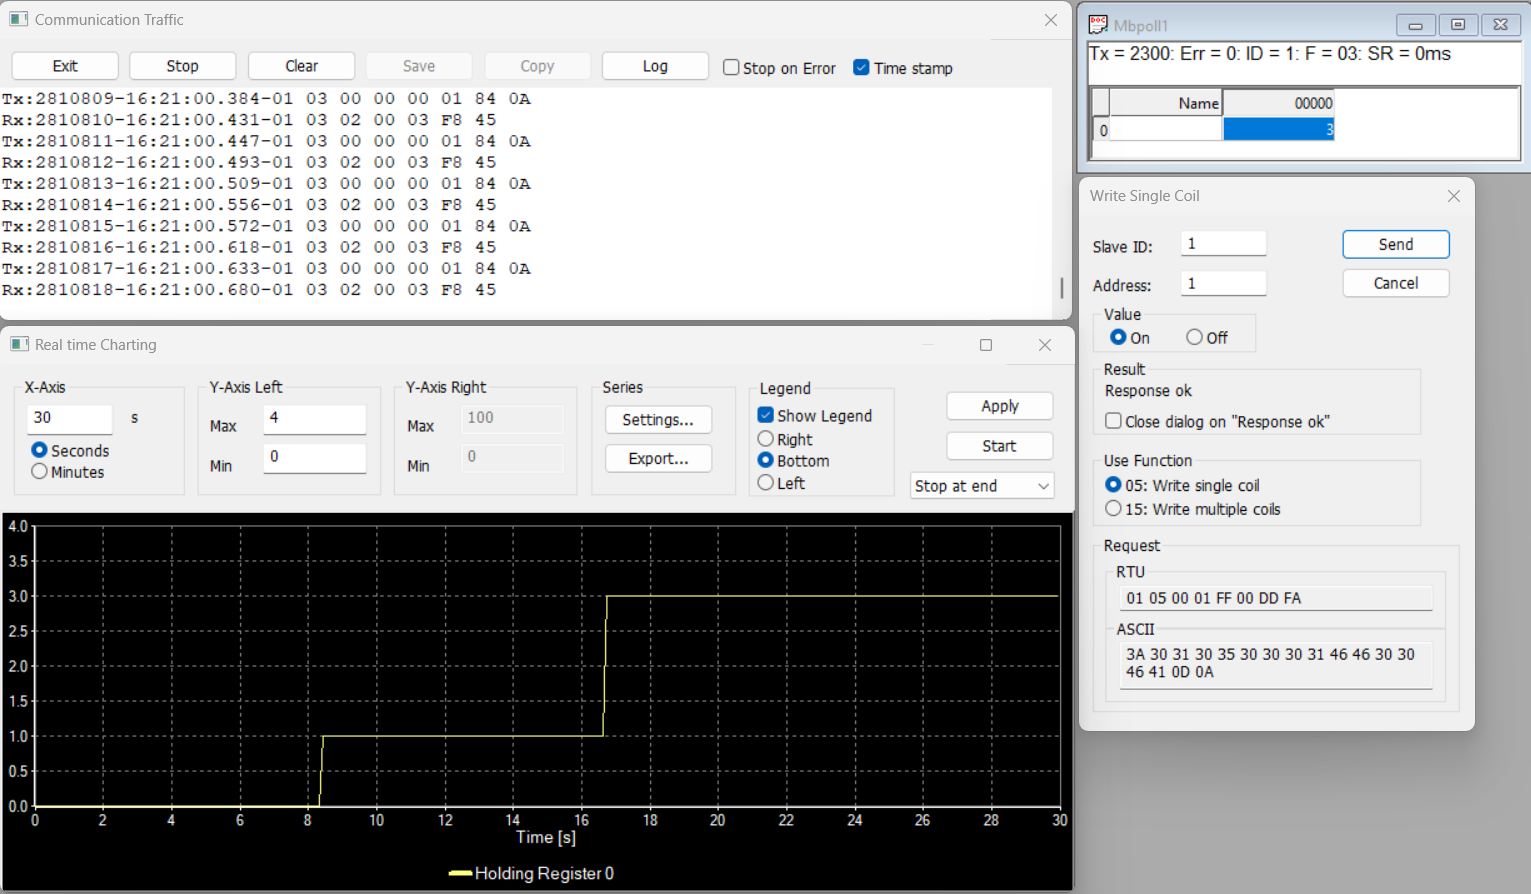 Communication Traffic
Exit Stop Clear Save Copy Log Stop on Error Time stamp
Tx:2810809-16:21:00.384-01 03 00 00 00 01 84 0A
Rx:2810810-16:21:00.431-01 03 02 00 03 F8 45
Tx:2810811-16:21:00.447-01 03 00 00 00 01 84 0A
Rx:2810812-16:21:00.493-01 03 02 00 03 F8 45
Tx:2810813-16:21:00.509-01 03 00 00 00 01 84 0A
Rx:2810814-16:21:00.556-01 03 02 00 03 F8 45
Tx:2810815-16:21:00.572-01 03 00 00 00 01 84 0A
Rx:2810816-16:21:00.618-01 03 02 00 03 F8 45
Tx:2810817-16:21:00.633-01 03 00 00 00 01 84 0A
Rx:2810818-16:21:00.680-01 03 02 00 03 F8 45
Mbpoll1
Tx = 2300: Err = 0: ID = 1: F = 03: SR = 0ms
Name 00000
0 3
Write Single Coil
Slave ID: 1 Send
Address: 1 Cancel
Value
On Off
Result
Response ok
Close dialog on "Response ok"
Use Function
05: Write single coil
15: Write multiple coils
Request
RTU
01 05 00 01 FF 00 DD FA
ASCII
3A 30 31 30 35 30 30 30 31 46 46 30 30
46 41 0D 0A
Real time Charting
X-Axis
30 s
Seconds
Minutes
Y-Axis Left
Max 4
Min 0
Y-Axis Right
Max 100
Min 0
Series
Settings...
Export...
Legend
Show Legend
Right
Bottom
Left
Apply
Start
Stop at end
4.0
3.5
3.0
2.5
2.0
1.5
1.0
0.5
0.0
0 2 4 6 8 10 12 14 16 18 20 22 24 26 28 30
Time [s]
Holding Register 0